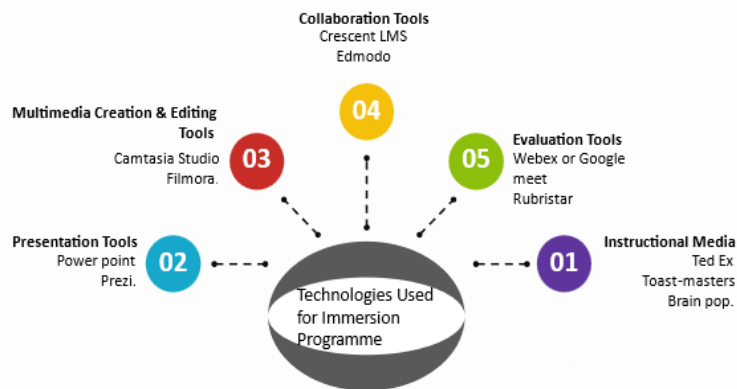 Collaboration Tools
Crescent LMS
Edmodo
04
Multimedia Creation & Editing
Tools
Camtasia Studio
Filmora.
03
05
Evaluation Tools
Webex or Google
meet
Rubristar
Presentation Tools
Power point
Prezi.
02
01
Instructional Media
Ted Ex
Toast-masters
Brain pop.
Technologies Used
for Immersion
Programme